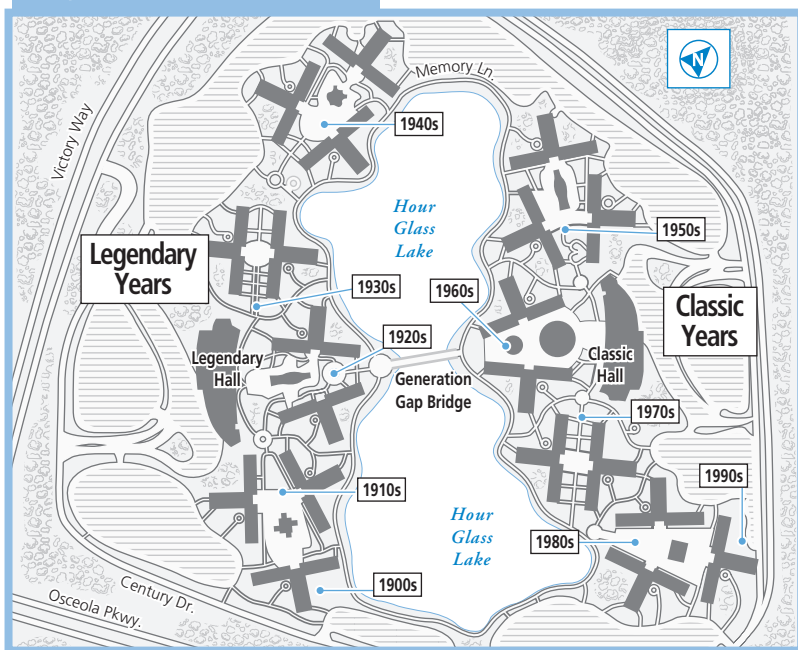 Memory Ln.
N
Victory Way
1940s
Hour
Glass
Lake
1950s
Legendary
Years
1930s
1960s
Classic
Years
1920s
Legendary
Hall
Classic
Hall
Generation
Gap Bridge
1970s
1990s
1910s
Hour
Glass
Lake
1980s
1900s
Century Dr.
Osceola Pkwy.